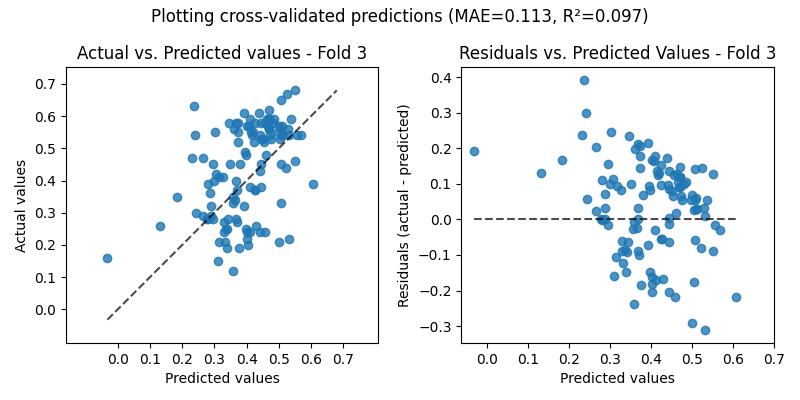 Plotting cross-validated predictions (MAE=0.113, R²=0.097)
Actual vs. Predicted values - Fold 3
Actual values
0.7
0.6
0.5
0.4
0.3
0.2
0.1
0.0
0.0 0.1 0.2 0.3 0.4 0.5 0.6 0.7
Predicted values
Residuals vs. Predicted Values - Fold 3
Residuals (actual - predicted)
0.4
0.3
0.2
0.1
0.0
−0.1
−0.2
−0.3
0.0 0.1 0.2 0.3 0.4 0.5 0.6 0.7
Predicted values